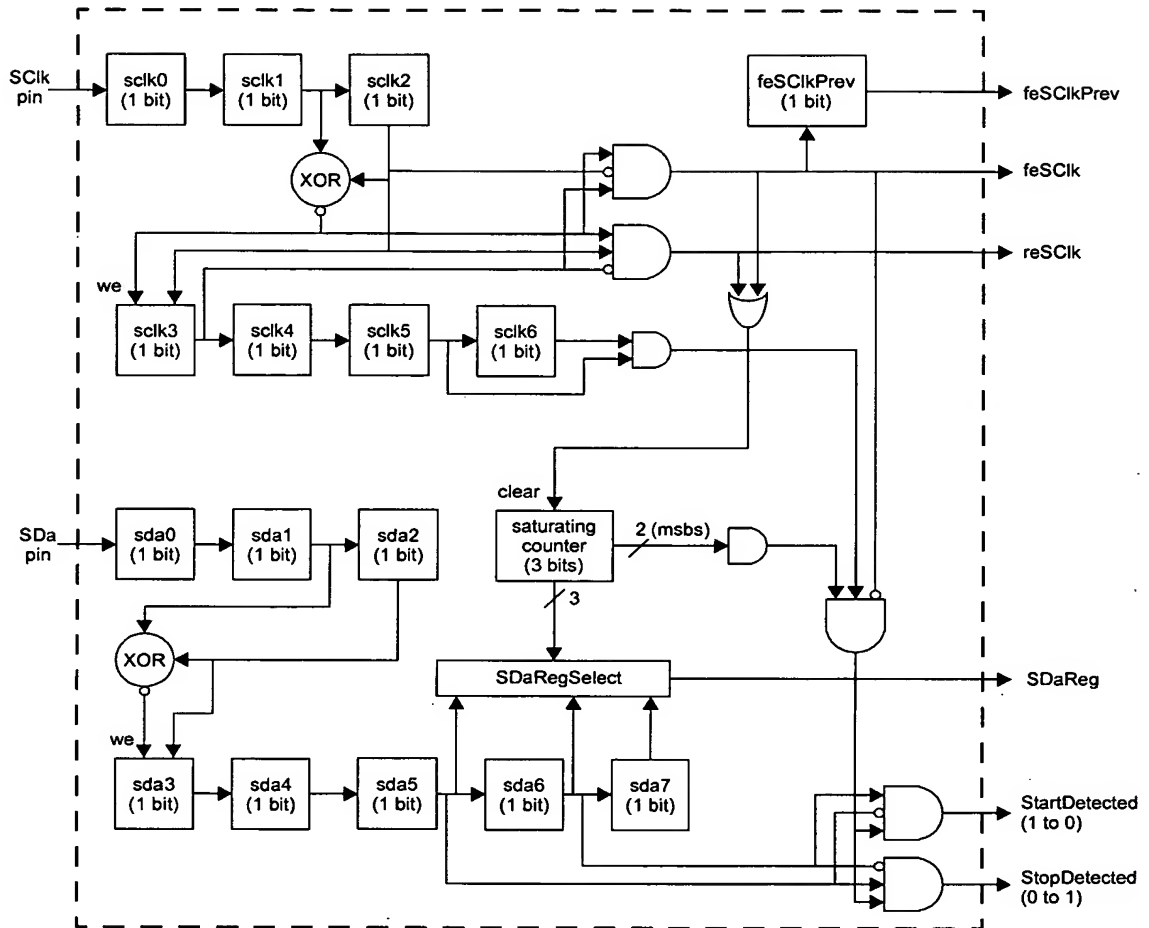 SClk
pin
sclk0
(1 bit)
sclk1
(1 bit)
sclk2
(1 bit)
feSClkPrev
(1 bit)
feSClkPrev
XOR
feSClk
reSClk
we
sclk3
(1 bit)
sclk4
(1 bit)
sclk5
(1 bit)
sclk6
(1 bit)
clear
SDa
pin
sda0
(1 bit)
sda1
(1 bit)
sda2
(1 bit)
saturating
counter
(3 bits)
2 (msbs)
3
XOR
SDaRegSelect
SDaReg
we
sda3
(1 bit)
sda4
(1 bit)
sda5
(1 bit)
sda6
(1 bit)
sda7
(1 bit)
StartDetected
(1 to 0)
StopDetected
(0 to 1)